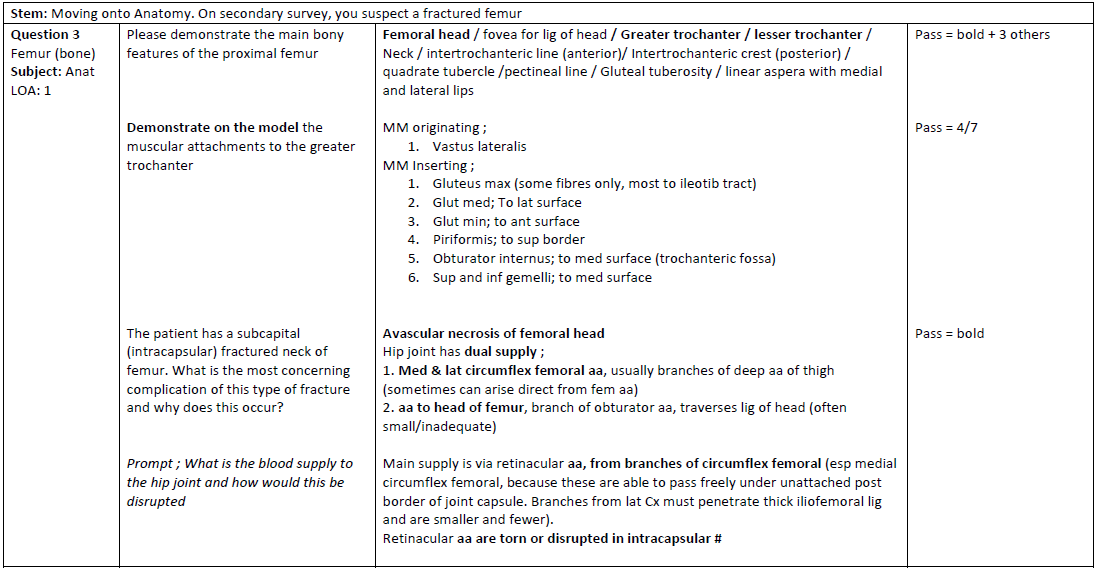 Stem: Moving onto Anatomy. On secondary survey, you suspect a fractured femur
Question 3
Femur (bone)
Subject: Anat
LOA: 1
Please demonstrate the main bony
features of the proximal femur
Femoral head / fovea for lig of head / Greater trochanter / lesser trochanter /
Neck / intertrochanteric line (anterior)/ Intertrochanteric crest (posterior) /
quadrate tubercle /pectineal line / Gluteal tuberosity / linear aspera with medial
and lateral lips
Pass = bold + 3 others
Demonstrate on the model the
muscular attachments to the greater
trochanter
MM originating ;
1. Vastus lateralis
MM Inserting ;
1. Gluteus max (some fibres only, most to ileotib tract)
2. Glut med; To lat surface
3. Glut min; to ant surface
4. Piriformis; to sup border
5. Obturator internus; to med surface (trochanteric fossa)
6. Sup and inf gemelli; to med surface
Pass = 4/7
The patient has a subcapital
(intracapsular) fractured neck of
femur. What is the most concerning
complication of this type of fracture
and why does this occur?
Avascular necrosis of femoral head
Hip joint has dual supply ;
1. Med & lat circumflex femoral aa, usually branches of deep aa of thigh
(sometimes can arise direct from fem aa)
2. aa to head of femur, branch of obturator aa, traverses lig of head (often
small/inadequate)
Pass = bold
Prompt ; What is the blood supply to
the hip joint and how would this be
disrupted
Main supply is via retinacular aa, from branches of circumflex femoral (esp medial
circumflex femoral, because these are able to pass freely under unattached post
border of joint capsule. Branches from lat Cx must penetrate thick iliofemoral lig
and are smaller and fewer).
Retinacular aa are torn or disrupted in intracapsular #